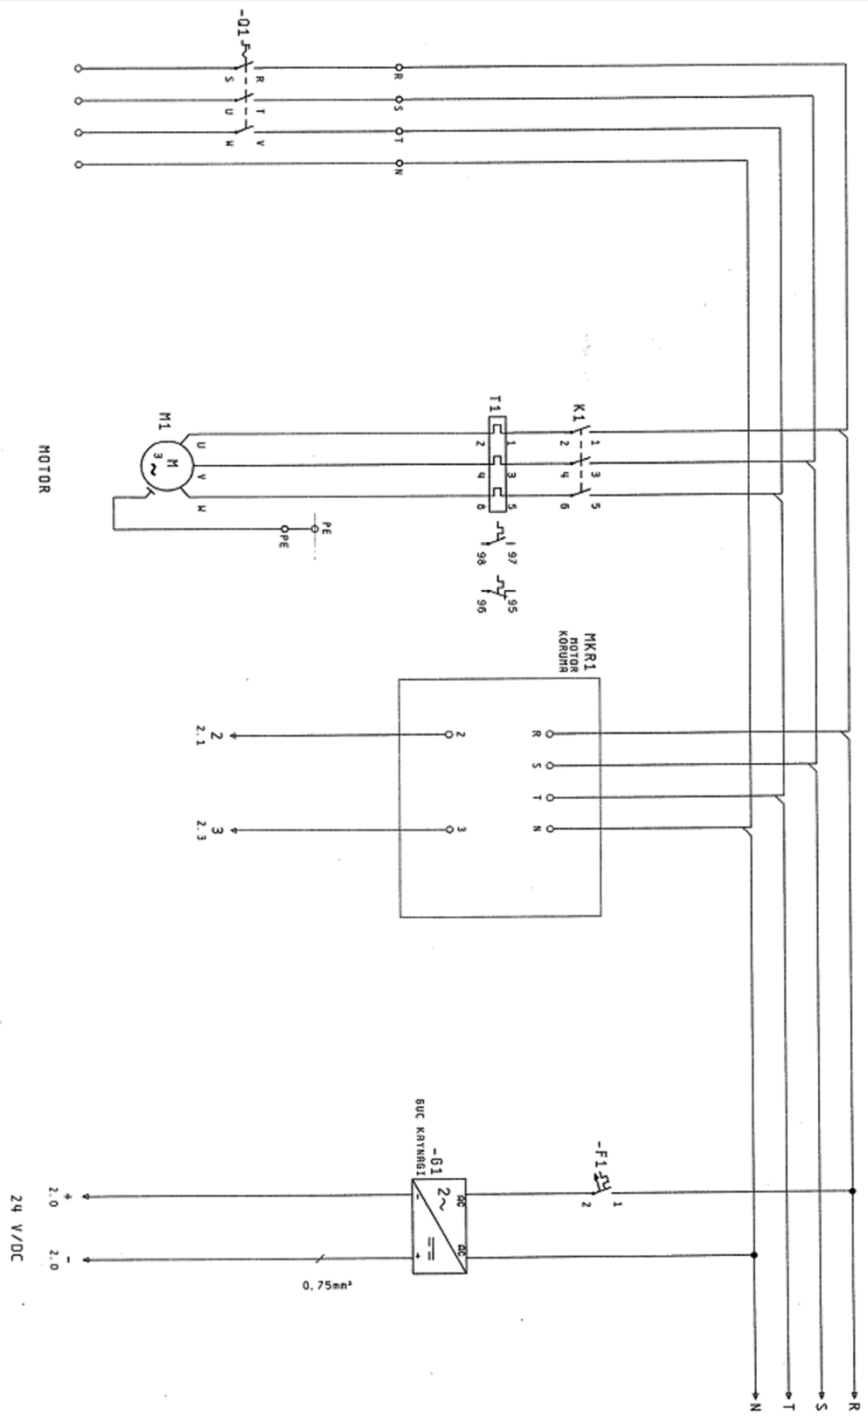 R
S
T
N
R S T N
-Q1
R T V
S U W
K1
1 3 5
2 4 6
T1
1 3 5
2 4 6
97
98
95
96
PE
PE
U V W
M1
M
3 ~
MOTOR
MKR1
MOTOR
KORUMA
R S T N
2 3
2 3
2.1 2.3
-F1
1
2
-G1
GUC KAYNAGI
AC AC
2~
- +
0.75mm²
+ -
2.0 2.0
24 V/DC